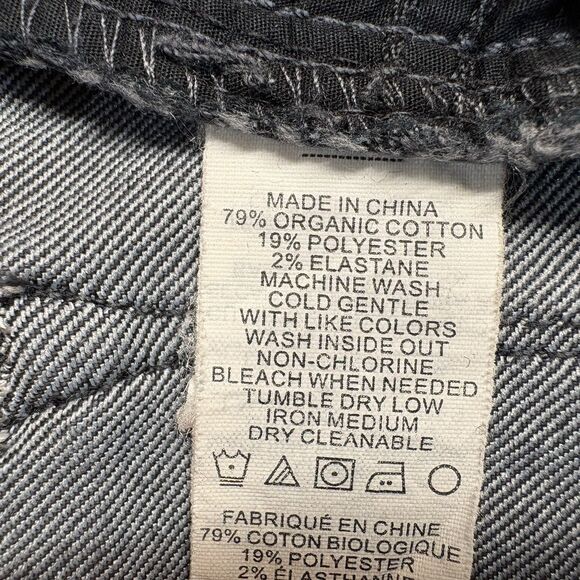 MADE IN CHINA
79% ORGANIC COTTON
19% POLYESTER
2% ELASTANE
MACHINE WASH
COLD GENTLE
WITH LIKE COLORS
WASH INSIDE OUT
NON-CHLORINE
BLEACH WHEN NEEDED
TUMBLE DRY LOW
IRON MEDIUM
DRY CLEANABLE
FABRIQUÉ EN CHINE
79% COTON BIOLOGIQUE
19% POLYESTER
2% ÉLASTHANNE